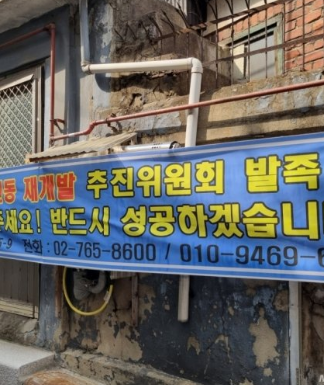 동 재개발 추진위원회 발족
주세요! 반드시 성공하겠습니
-9 전화 : 02-765-8600 / 010-9469-6